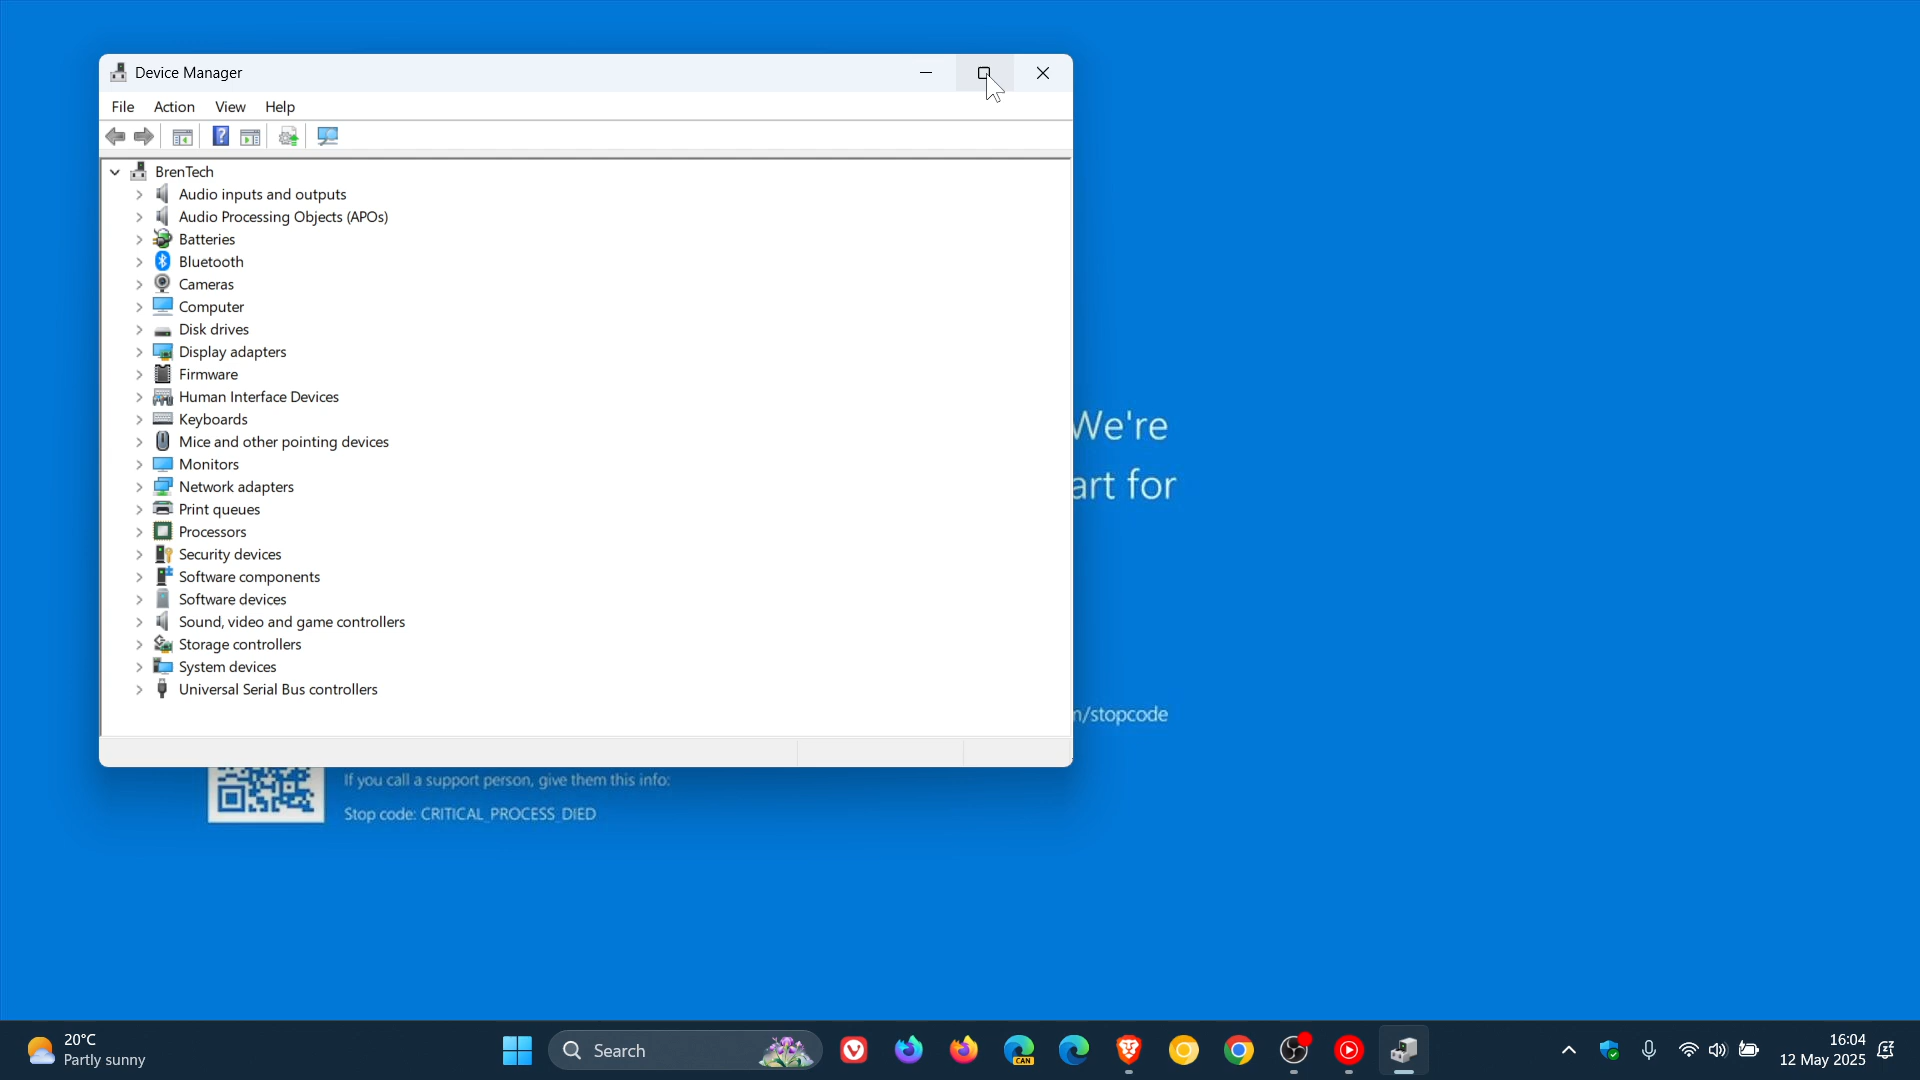 Device Manager
File Action View Help
BrenTech
Audio inputs and outputs
Audio Processing Objects (APOs)
Batteries
Bluetooth
Cameras
Computer
Disk drives
Display adapters
Firmware
Human Interface Devices
Keyboards
Mice and other pointing devices
Monitors
Network adapters
Print queues
Processors
Security devices
Software components
Software devices
Sound, video and game controllers
Storage controllers
System devices
Universal Serial Bus controllers
We're
art for
n/stopcode
If you call a support person, give them this info:
Stop code: CRITICAL_PROCESS_DIED
20°C
Partly sunny
Search
CAN
16:04
12 May 2025